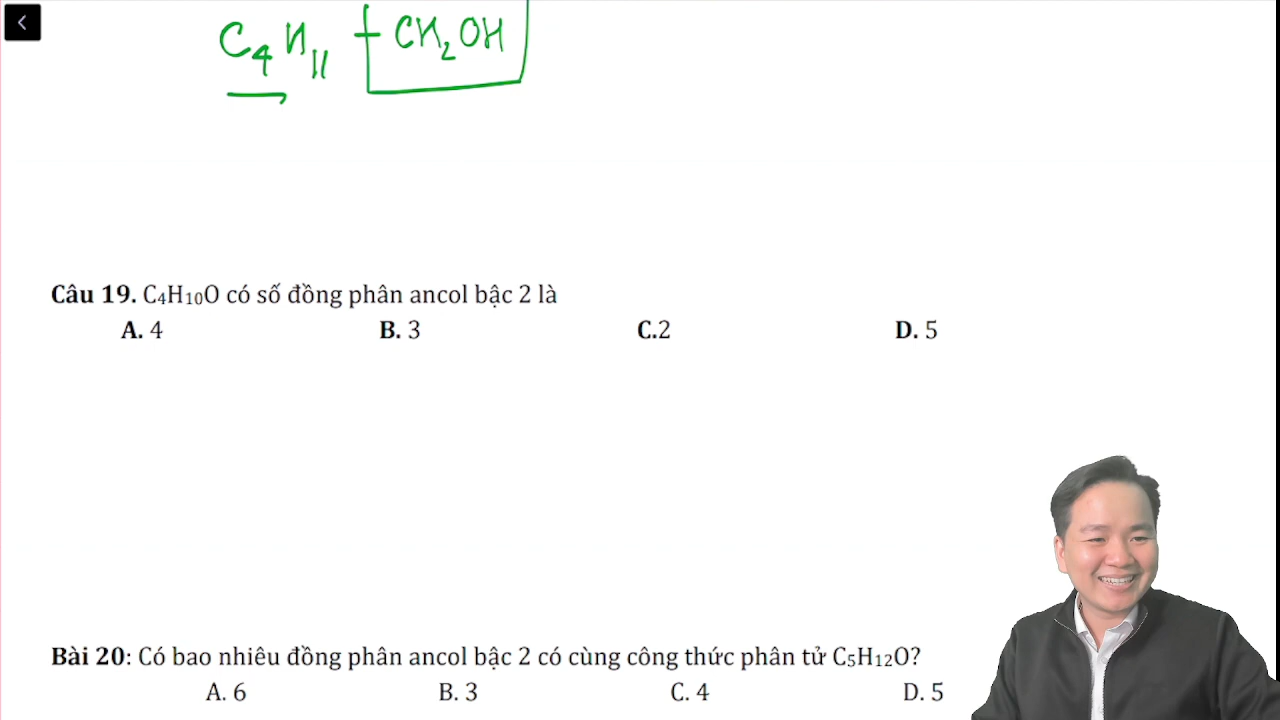 C₄H₁₁ + CH₂OH
Câu 19. C₄H₁₀O có số đồng phân ancol bậc 2 là
A. 4 B. 3 C.2 D. 5
Bài 20: Có bao nhiêu đồng phân ancol bậc 2 có cùng công thức phân tử C₅H₁₂O?
A. 6 B. 3 C. 4 D. 5